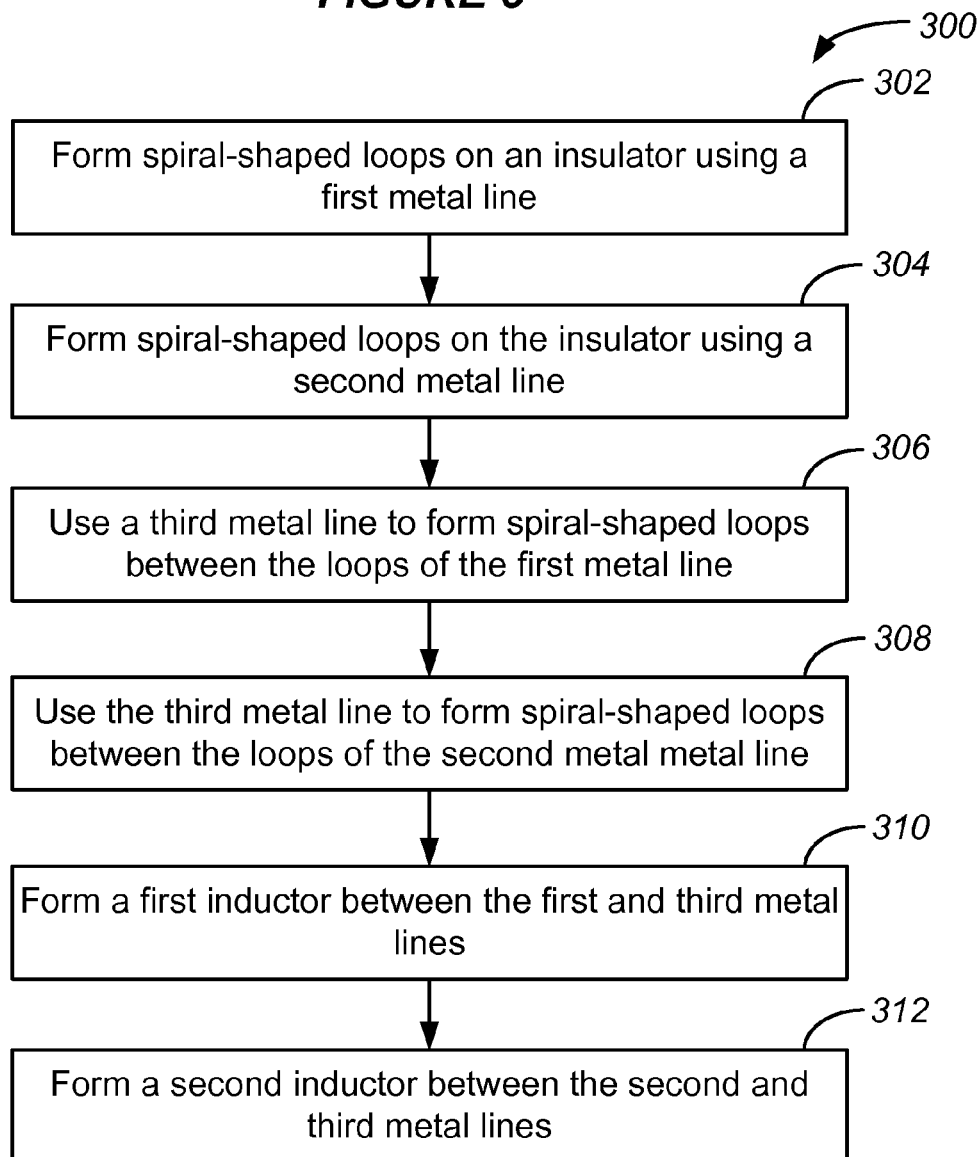 300
302
Form spiral-shaped loops on an insulator using a
first metal line
304
Form spiral-shaped loops on the insulator using a
second metal line
306
Use a third metal line to form spiral-shaped loops
between the loops of the first metal line
308
Use the third metal line to form spiral-shaped loops
between the loops of the second metal metal line
310
Form a first inductor between the first and third metal
lines
312
Form a second inductor between the second and
third metal lines